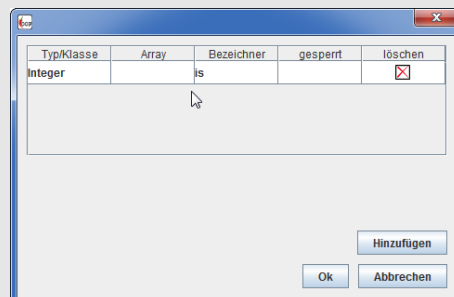 Typ/Klasse Array Bezeichner gesperrt löschen
Integer is
Hinzufügen
Ok Abbrechen